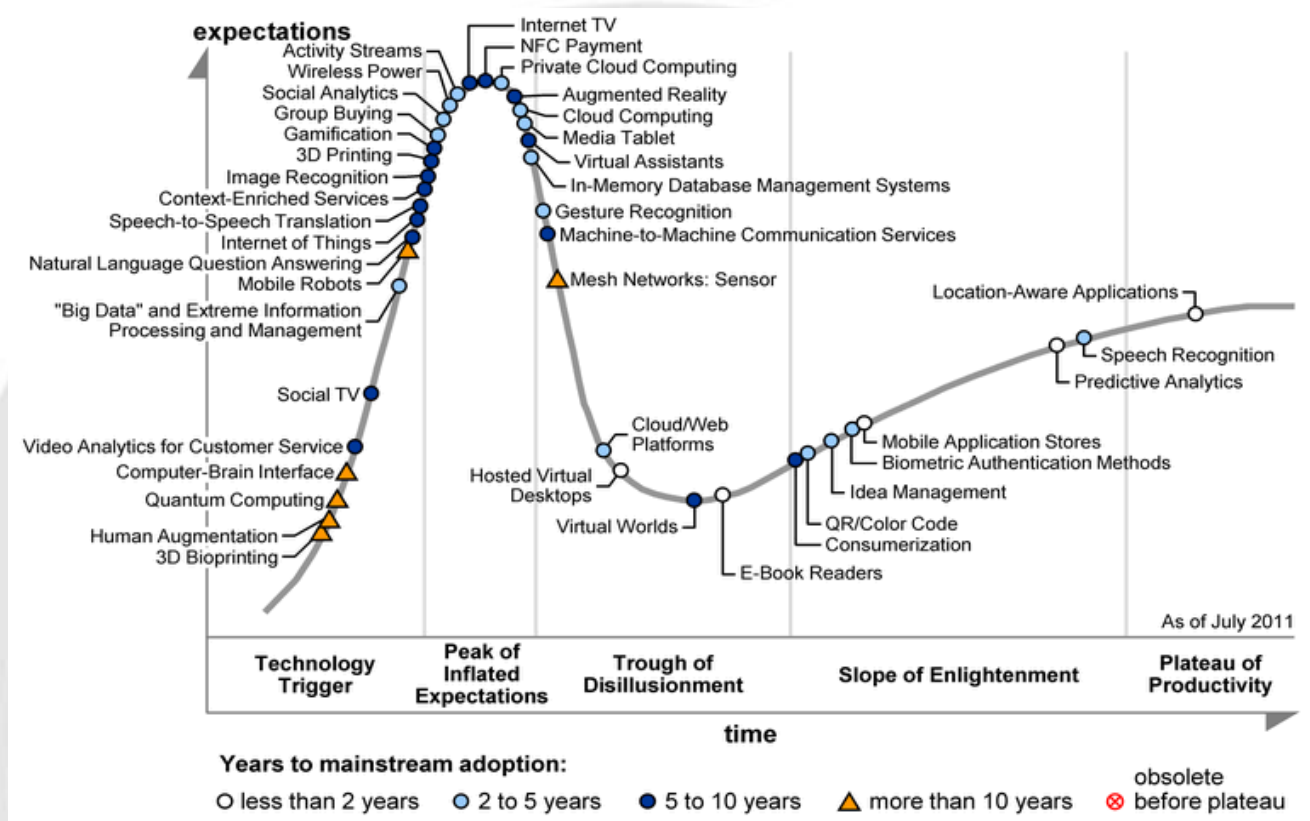 expectations
Activity Streams
Wireless Power
Social Analytics
Group Buying
Gamification
3D Printing
Image Recognition
Context-Enriched Services
Speech-to-Speech Translation
Internet of Things
Natural Language Question Answering
Mobile Robots
"Big Data" and Extreme Information
Processing and Management
Social TV
Video Analytics for Customer Service
Computer-Brain Interface
Quantum Computing
Human Augmentation
3D Bioprinting
Internet TV
NFC Payment
Private Cloud Computing
Augmented Reality
Cloud Computing
Media Tablet
Virtual Assistants
In-Memory Database Management Systems
Gesture Recognition
Machine-to-Machine Communication Services
Mesh Networks: Sensor
Cloud/Web
Platforms
Hosted Virtual
Desktops
Virtual Worlds
E-Book Readers
Consumerization
QR/Color Code
Idea Management
Biometric Authentication Methods
Mobile Application Stores
Predictive Analytics
Speech Recognition
Location-Aware Applications
As of July 2011
Technology
Trigger
Peak of
Inflated
Expectations
Trough of
Disillusionment
Slope of Enlightenment
Plateau of
Productivity
time
Years to mainstream adoption:
less than 2 years
2 to 5 years
5 to 10 years
more than 10 years
obsolete
before plateau